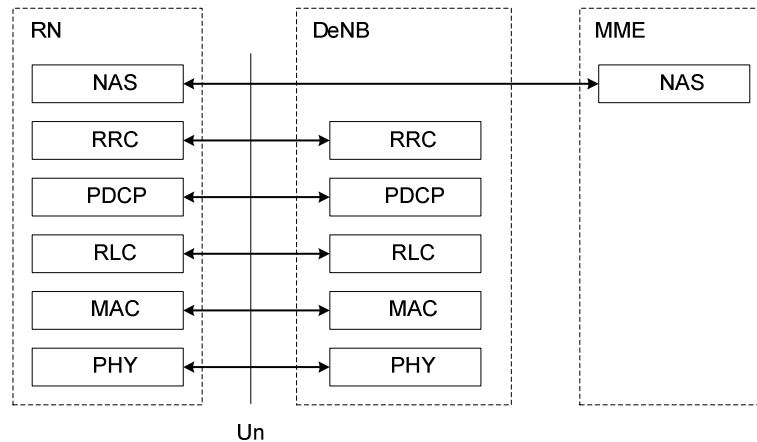 RN DeNB MME
NAS NAS
RRC RRC
PDCP PDCP
RLC RLC
MAC MAC
PHY PHY
Un